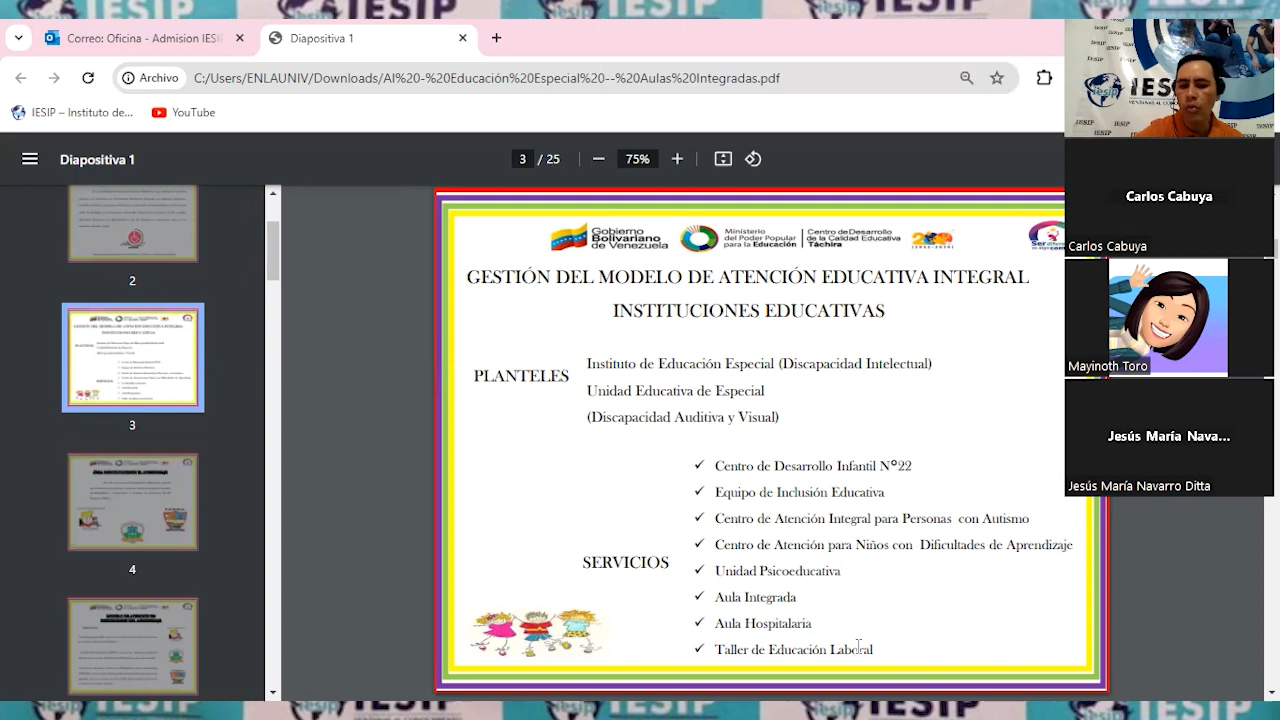 Correo: Oficina - Admision IESI
Diapositiva 1
Archivo
C:/Users/ENLAUNIV/Downloads/AI%20-%20Educacion%20Especial%20--%20Aulas%20Integradas.pdf
IESIP – Instituto de...
YouTube
Diapositiva 1
3 / 25
75%
2
3
4
Gobierno
Bolivariano
de Venezuela
Ministerio
del Poder Popular
para la Educación
Centro de Desarrollo
de la Calidad Educativa
Táchira
GESTIÓN DEL MODELO DE ATENCIÓN EDUCATIVA INTEGRAL
INSTITUCIONES EDUCATIVAS
PLANTELES
Instituto de Educación Especial (Discapacidad Intelectual)
Unidad Educativa de Especial
(Discapacidad Auditiva y Visual)
SERVICIOS
✓ Centro de Desarrollo Infantil N°22
✓ Equipo de Inclusión Educativa
✓ Centro de Atención Integral para Personas con Autismo
✓ Centro de Atención para Niños con Dificultades de Aprendizaje
✓ Unidad Psicoeducativa
✓ Aula Integrada
✓ Aula Hospitalaria
✓ Taller de Educación Laboral
Carlos Cabuya
Carlos Cabuya
Mayinoth Toro
Jesús María Nava...
Jesús María Navarro Ditta